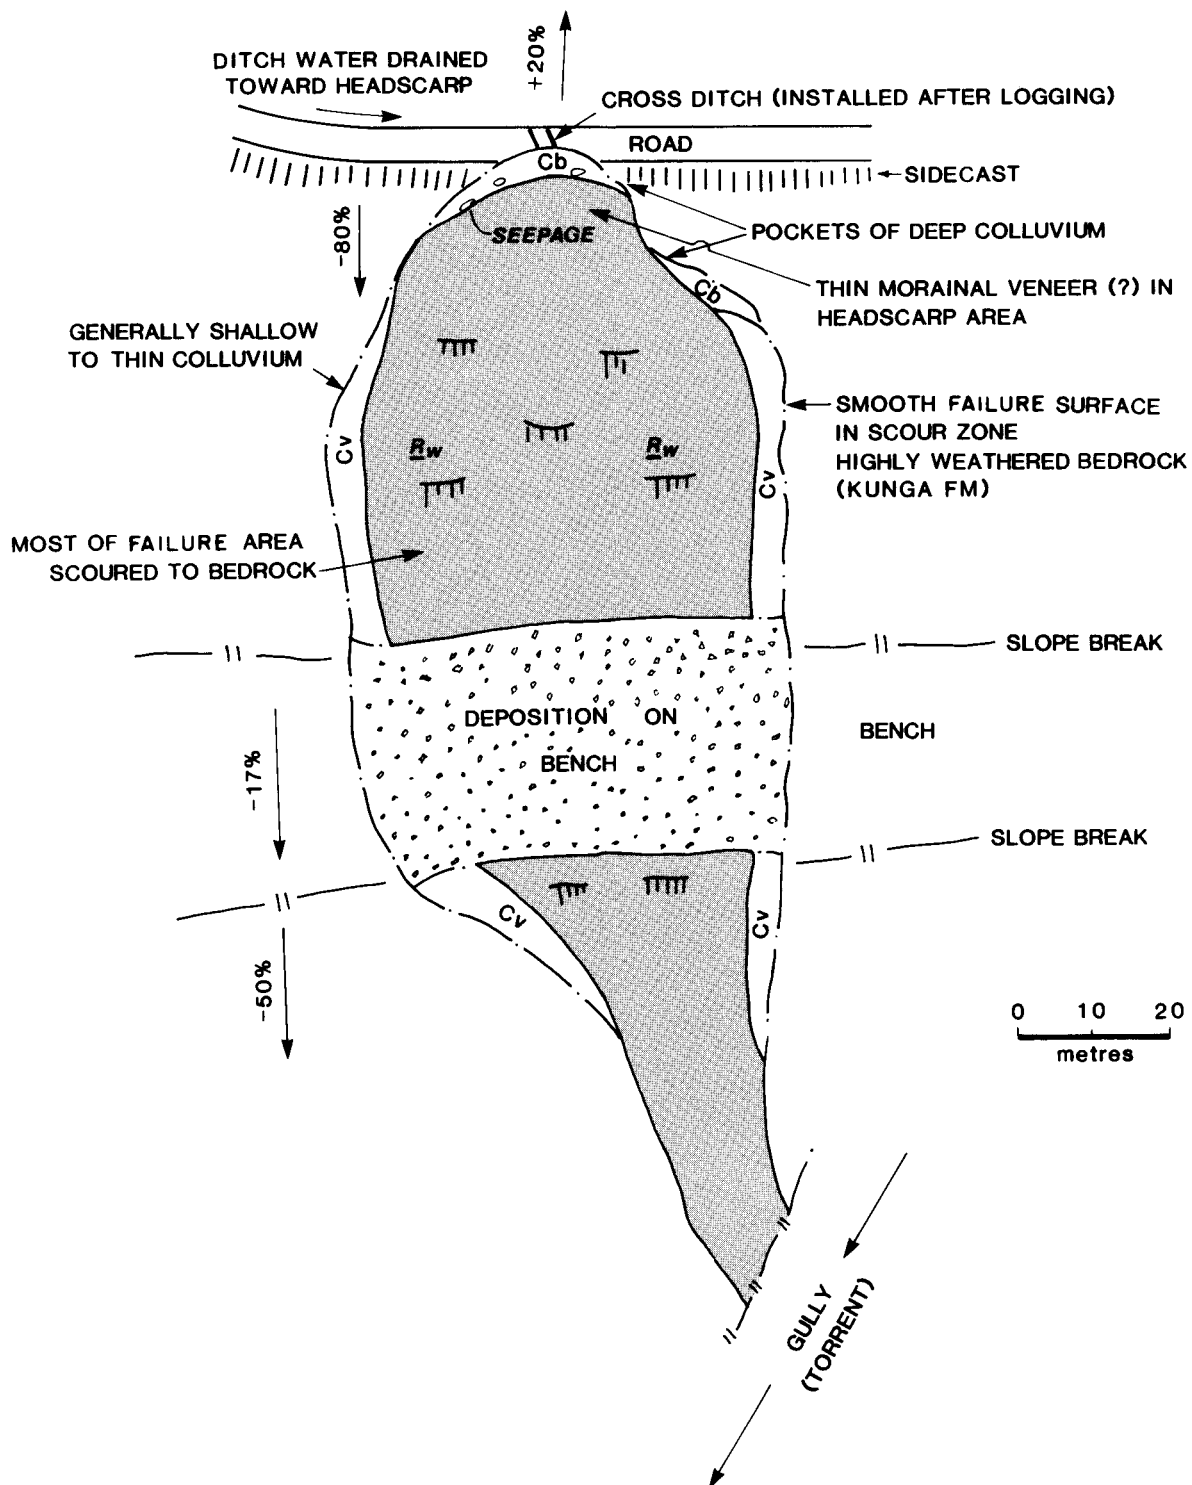 +20%
DITCH WATER DRAINED
TOWARD HEADSCARP
CROSS DITCH (INSTALLED AFTER LOGGING)
ROAD
Cb
SIDECAST
-80%
SEEPAGE
POCKETS OF DEEP COLLUVIUM
Cb
THIN MORAINAL VENEER (?) IN
HEADSCARP AREA
GENERALLY SHALLOW
TO THIN COLLUVIUM
SMOOTH FAILURE SURFACE
IN SCOUR ZONE
HIGHLY WEATHERED BEDROCK
(KUNGA FM)
Cv
Rw
Rw
Cv
MOST OF FAILURE AREA
SCOURED TO BEDROCK
SLOPE BREAK
DEPOSITION ON
BENCH
BENCH
-17%
SLOPE BREAK
Cv
Cv
-50%
0 10 20
metres
GULLY
(TORRENT)